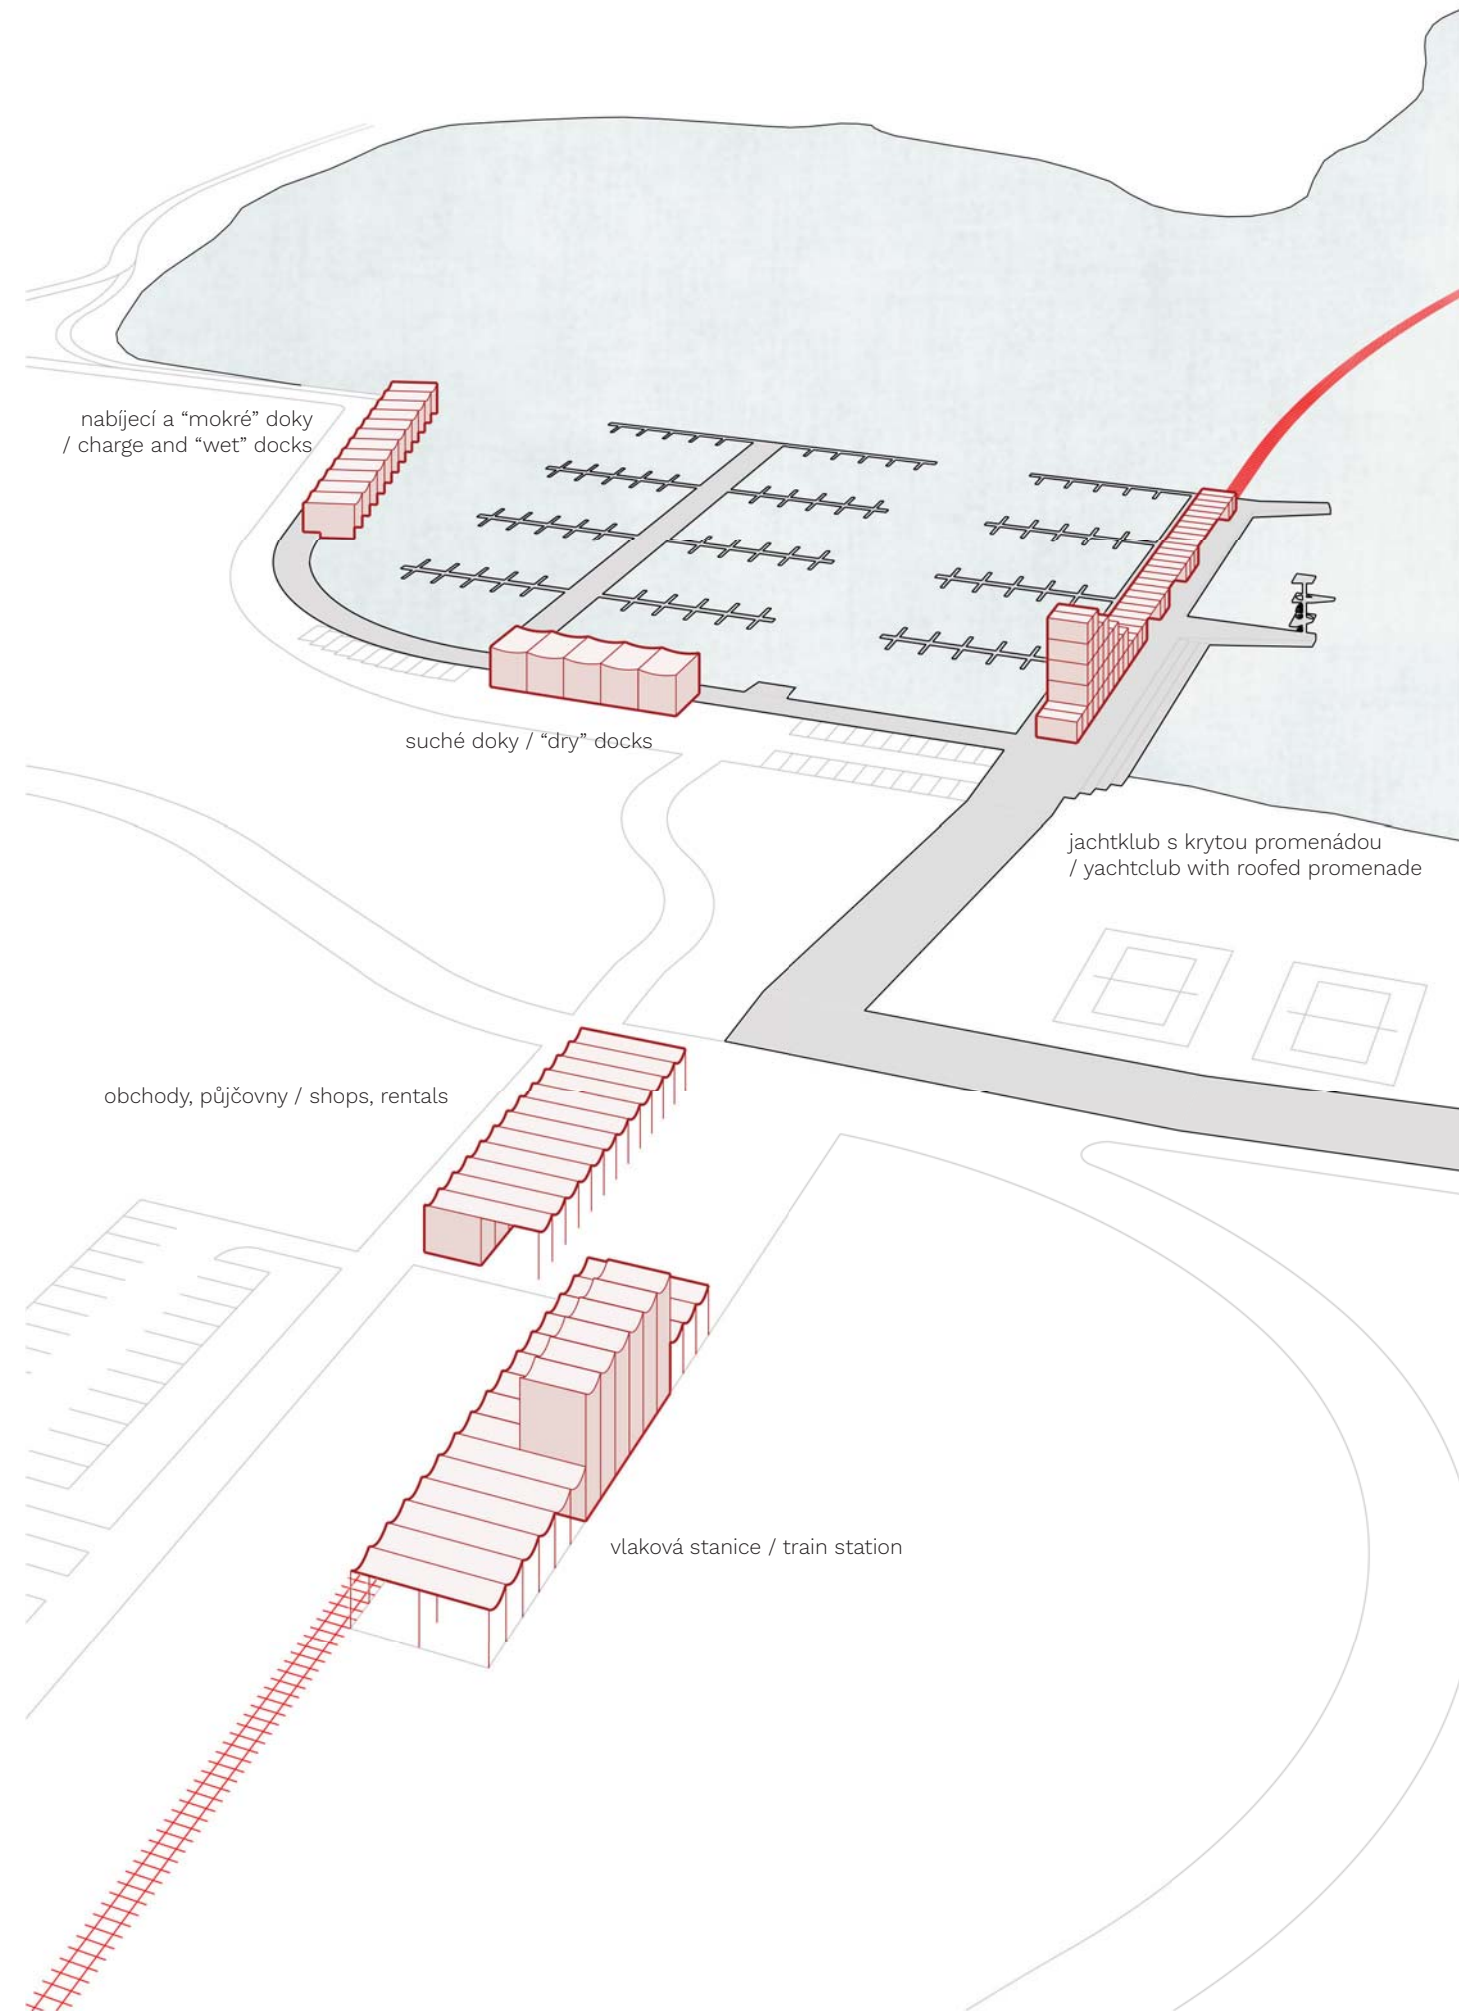 nabíjecí a “mokré” doky
/ charge and “wet” docks
suché doky / “dry” docks
jachtklub s krytou promenádou
/ yachtclub with roofed promenade
obchody, půjčovny / shops, rentals
vlaková stanice / train station